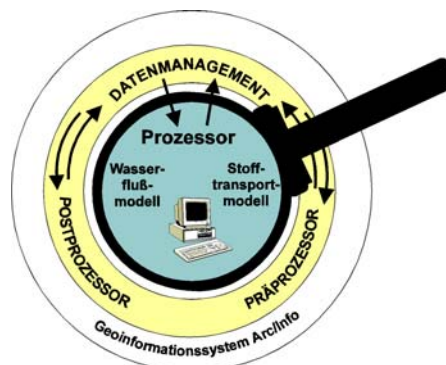 DATENMANAGEMENT
Prozessor
Wasser-
fluß-
modell
Stoff-
transport-
modell
POSTPROZESSOR
PRÄPROZESSOR
Geoinformationssystem Arc/Info